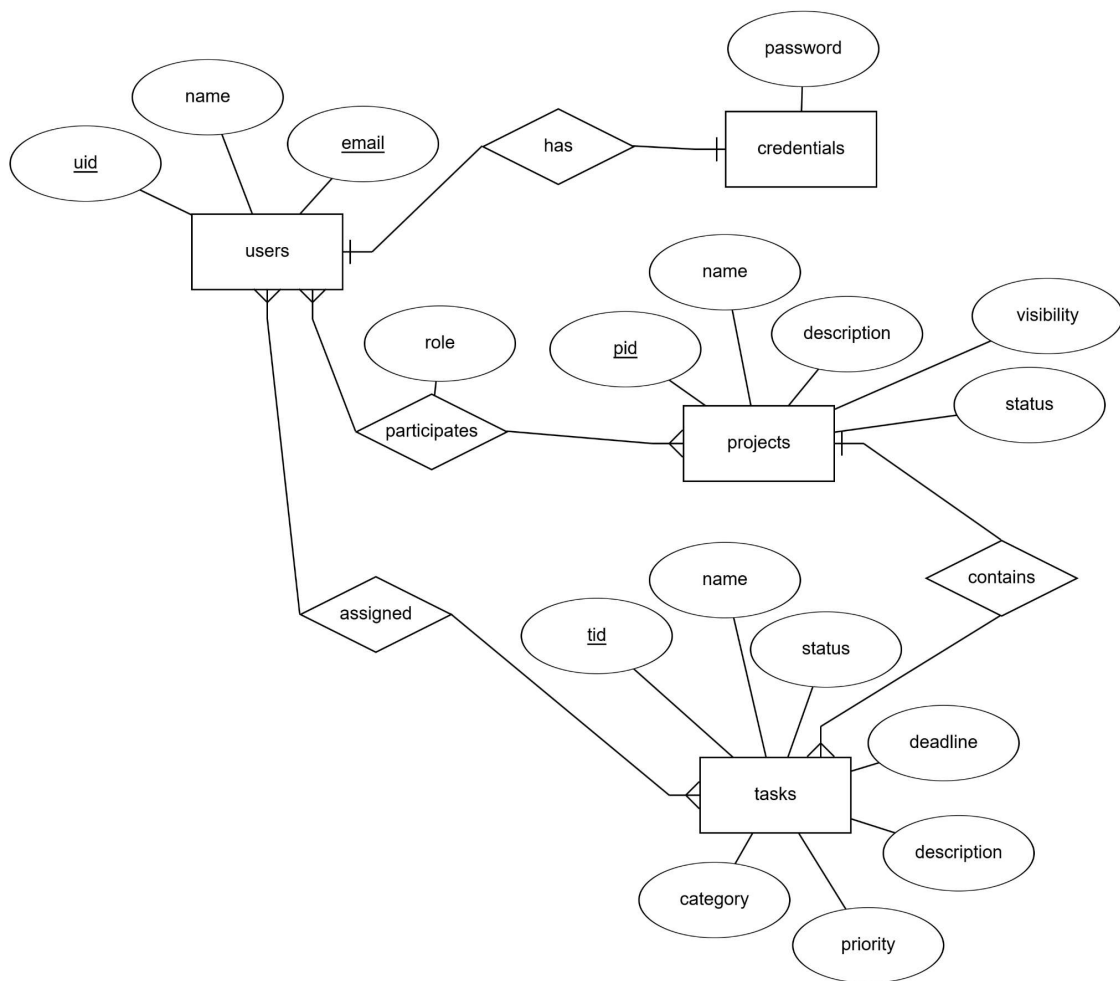 password
name
email
uid
has
credentials
users
name
visibility
role
description
pid
status
participates
projects
name
contains
assigned
tid
status
deadline
tasks
description
category
priority